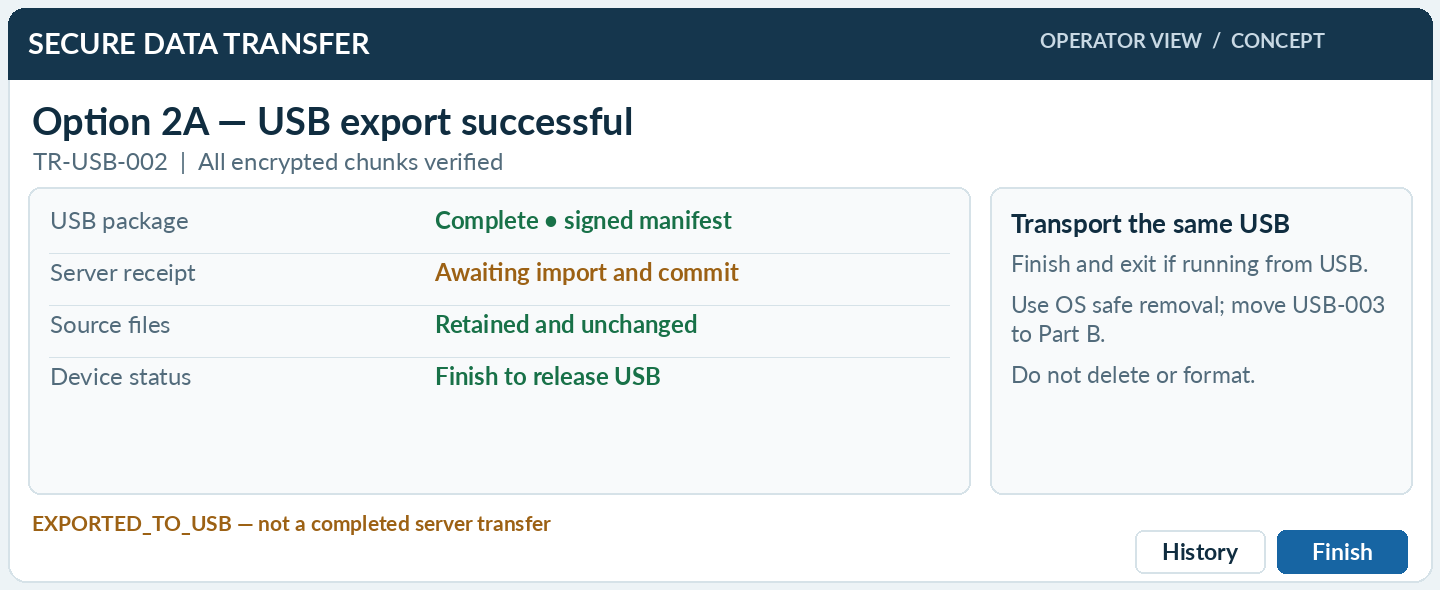 SECURE DATA TRANSFER
OPERATOR VIEW / CONCEPT
Option 2A — USB export successful
TR-USB-002 | All encrypted chunks verified
USB package
Complete • signed manifest
Server receipt
Awaiting import and commit
Source files
Retained and unchanged
Device status
Finish to release USB
Transport the same USB
Finish and exit if running from USB.
Use OS safe removal; move USB-003
to Part B.
Do not delete or format.
EXPORTED_TO_USB — not a completed server transfer
History
Finish